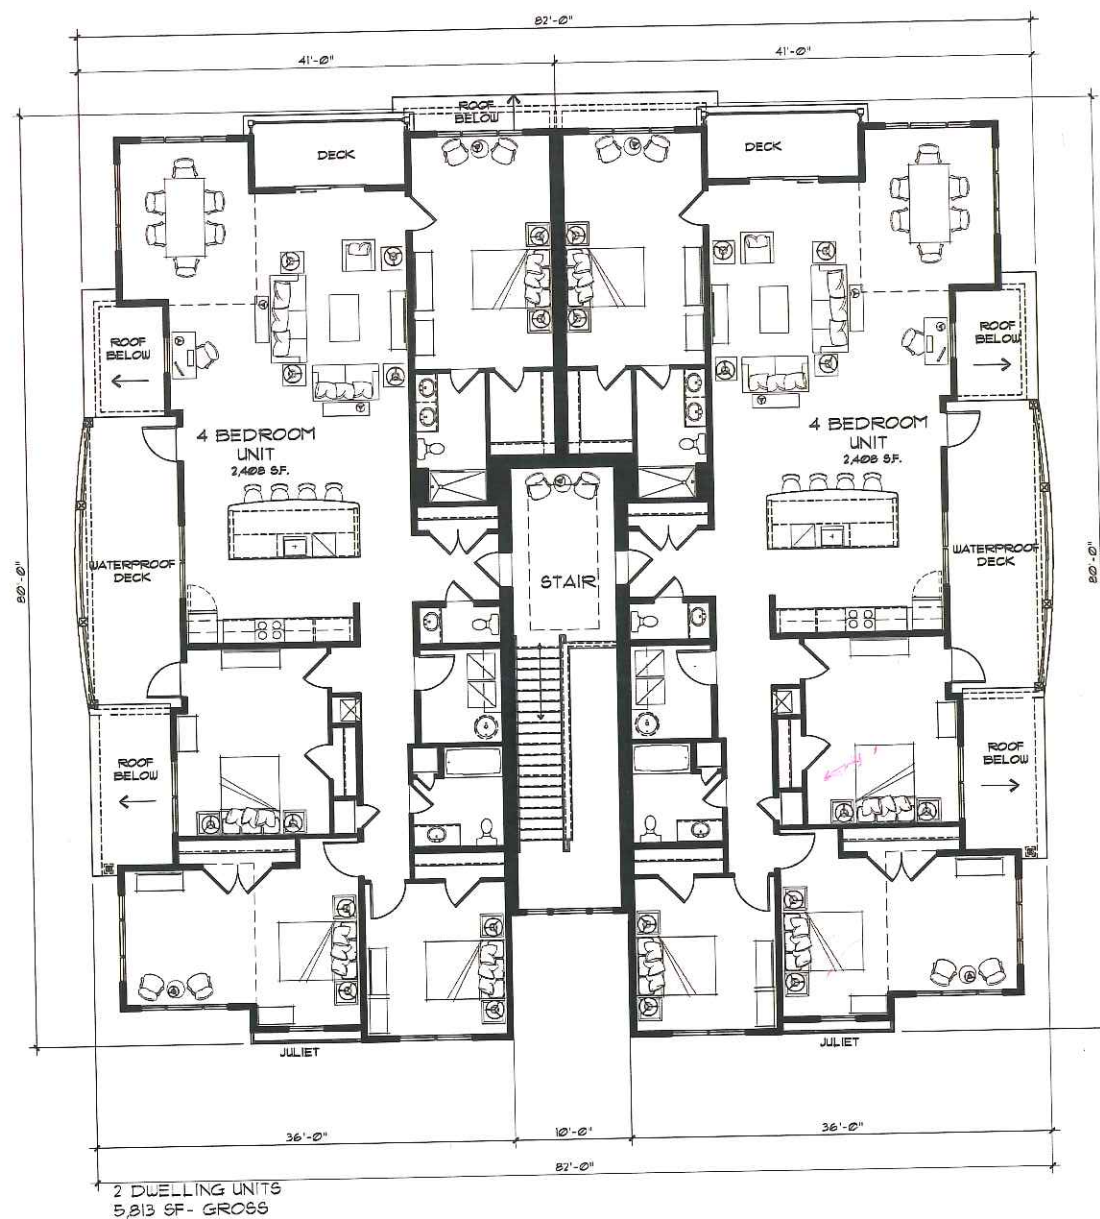 82'-0"
41'-0"
41'-0"
ROOF
BELOW
DECK
DECK
ROOF
BELOW
ROOF
BELOW
4 BEDROOM
UNIT
2,408 S.F.
4 BEDROOM
UNIT
2,408 S.F.
80'-0"
80'-0"
WATERPROOF
DECK
STAIR
WATERPROOF
DECK
ROOF
BELOW
ROOF
BELOW
JULIET
JULIET
36'-0"
10'-0"
36'-0"
82'-0"
2 DWELLING UNITS
5,813 SF- GROSS